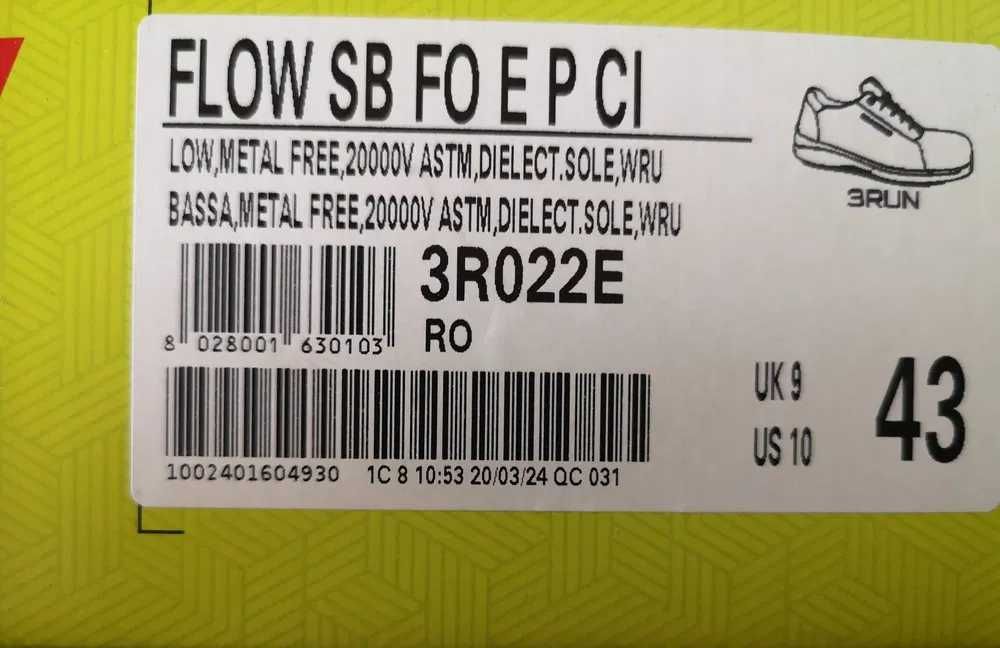 FLOW SB FO E P CI
LOW,METAL FREE,20000V ASTM,DIELECT.SOLE,WRU
BASSA,METAL FREE,20000V ASTM,DIELECT.SOLE,WRU
3RUN
3R022E
RO
8 028001 630103
UK 9
US 10
43
1002401604930 1C 8 10:53 20/03/24 QC 031